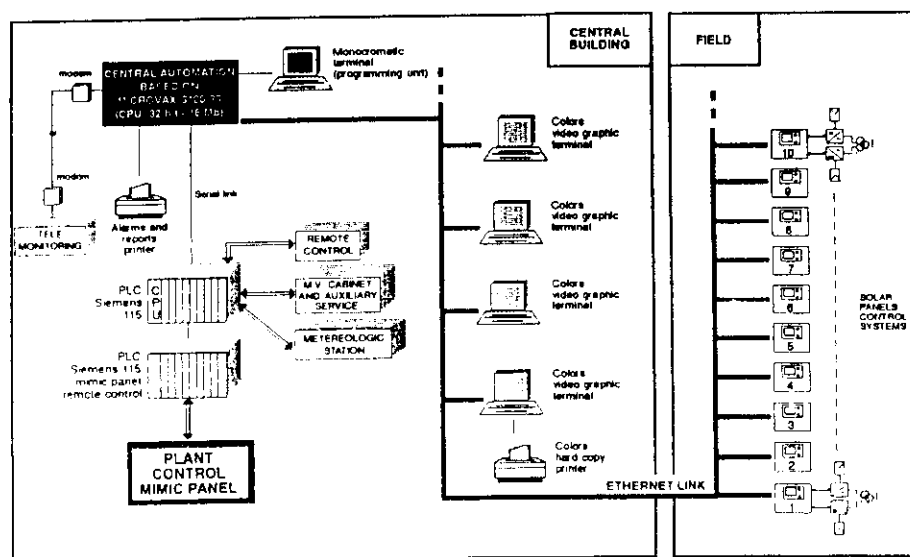 CENTRAL
BUILDING
FIELD
modem
CENTRAL AUTOMATION
BASED ON
Monocromatic
terminal
(programming unit)
Colors
video graphic
terminal
modem
Serial link
TELE
MONITORING
Alarms and
reports
printer
REMOTE
CONTROL
Colors
video graphic
terminal
PLC
Siemens
115
C
P
U
M.V. CABINET
AND AUXILIARY
SERVICE
METEREOLOGIC
STATION
Colors
video graphic
terminal
PLC
Siemens 115
mimic panel
remote control
Colors
video graphic
terminal
PLANT
CONTROL
MIMIC PANEL
Colors
hard copy
printer
ETHERNET LINK
10
9
7
5
4
3
2
1
SOLAR
PANELS
CONTROL
SYSTEMS